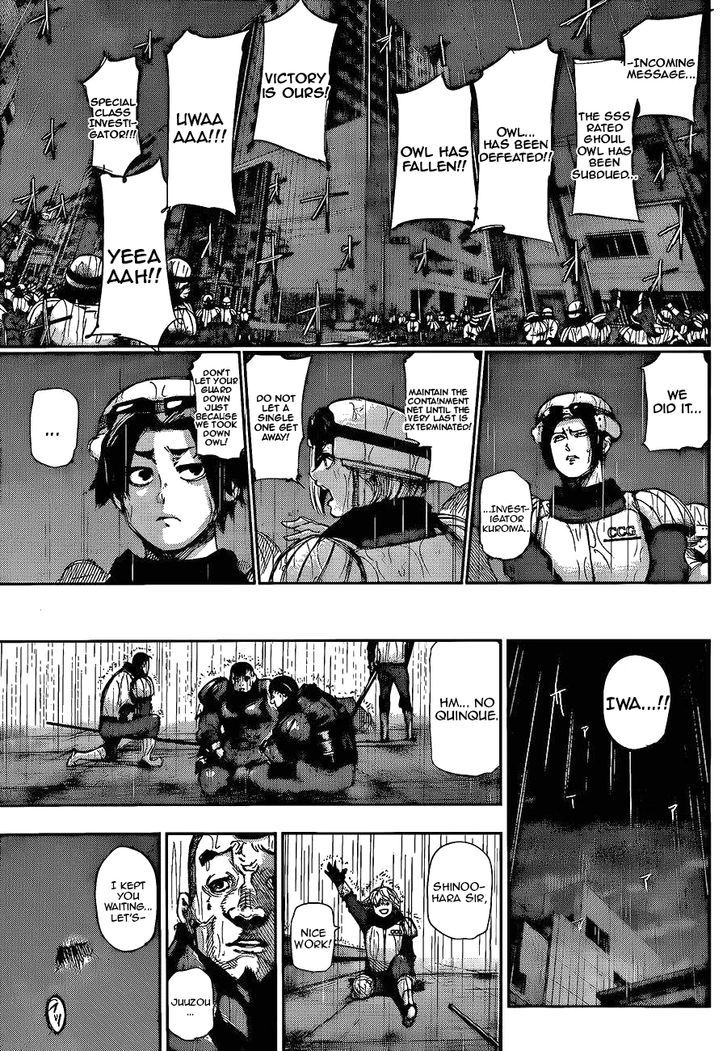 -INCOMING
MESSAGE...
THE SSS
RATED
GHOUL
OWL HAS
BEEN
SUBDUED...
OWL...
HAS BEEN
DEFEATED!!
OWL HAS
FALLEN!!
VICTORY
IS OURS!
UWAA
AAA!!!
SPECIAL
CLASS
INVESTI-
GATOR!!!
YEEA
AAH!!
WE
DID IT...
...INVEST-
IGATOR
KUROIWA...
CCG
MAINTAIN THE
CONTAINMENT
NET UNTIL THE
VERY LAST IS
EXTERMINATED!
DO NOT
LET A
SINGLE
ONE GET
AWAY!
DON'T
LET YOUR
GUARD
DOWN
JUST
BECAUSE
WE TOOK
DOWN
OWL!
...
IWA...!!
HM... NO
QUINQUE.
SHINOO-
HARA SIR,
NICE
WORK!
JUUZOU
...
I KEPT
YOU
WAITING...
LET'S-